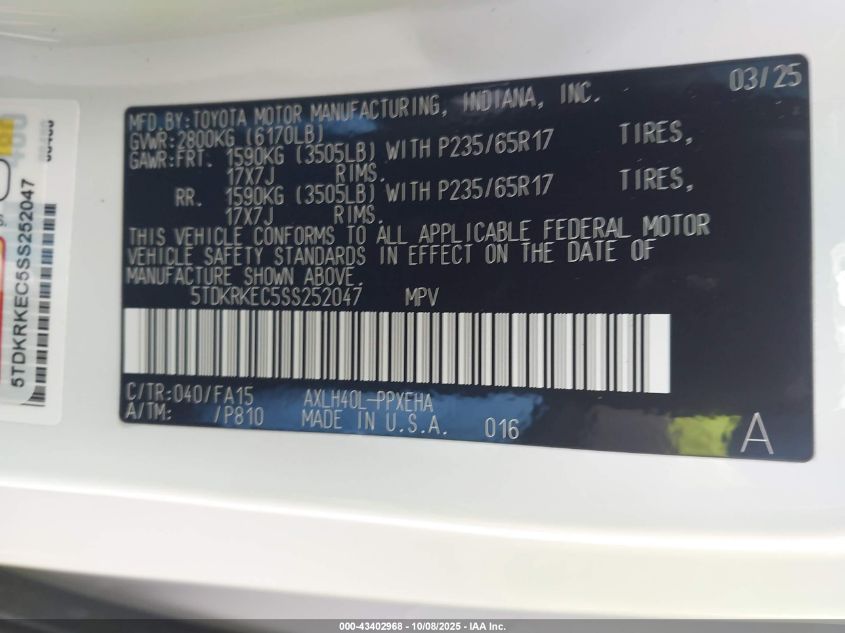 03/25
MFD.BY:TOYOTA MOTOR MANUFACTURING, INDIANA, INC.
GVWR:2800KG (6170LB)
GAWR:FRT. 1590KG (3505LB) WITH P235/65R17 TIRES,
17X7J RIMS.
RR. 1590KG (3505LB) WITH P235/65R17 TIRES,
17X7J RIMS.
THIS VEHICLE CONFORMS TO ALL APPLICABLE FEDERAL MOTOR
VEHICLE SAFETY STANDARDS IN EFFECT ON THE DATE OF
MANUFACTURE SHOWN ABOVE.
5TDKRKEC5SS252047 MPV
C/TR:040/FA15 AXLH40L-PPXEHA
A/TM: /P810 MADE IN U.S.A. 016
A
5TDKRKEC5SS252047
000-43402968 - 10/08/2025 - IAA Inc.